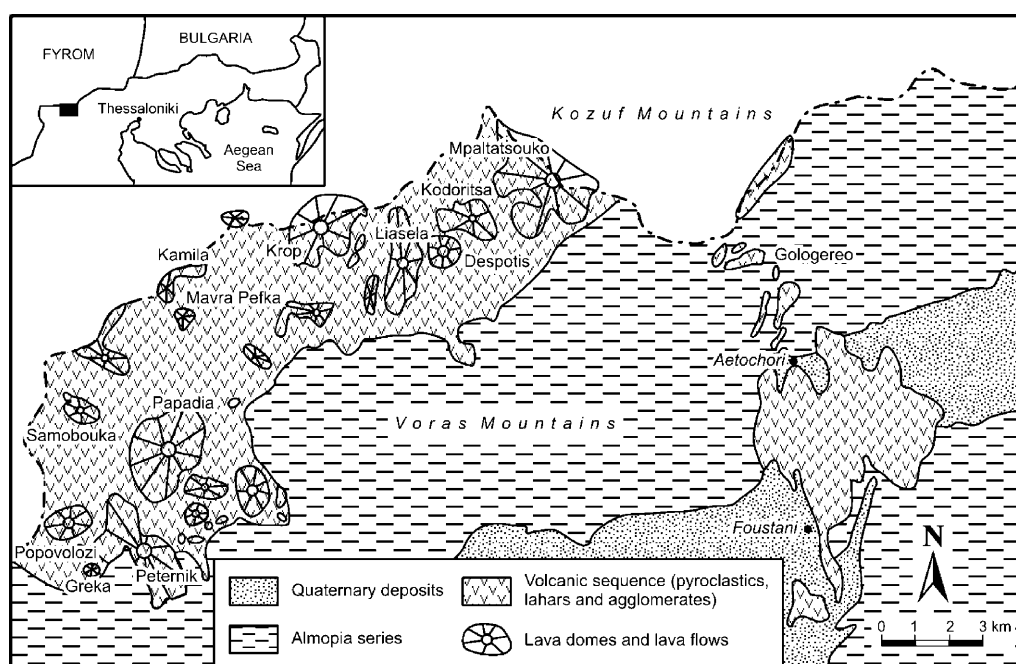 FYROM
BULGARIA
Thessaloniki
Aegean
Sea
Kozuf Mountains
Mpaltatsouko
Kodoritsa
Liasela
Krop
Kamila
Despotis
Gologereo
Mavra Pefka
Aetochori
Papadia
Voras Mountains
Samobouka
Foustani
N
Popovolozi
Greka
Peternik
Quaternary deposits
Volcanic sequence (pyroclastics,
lahars and agglomerates)
Almopia series
Lava domes and lava flows
0 1 2 3 km